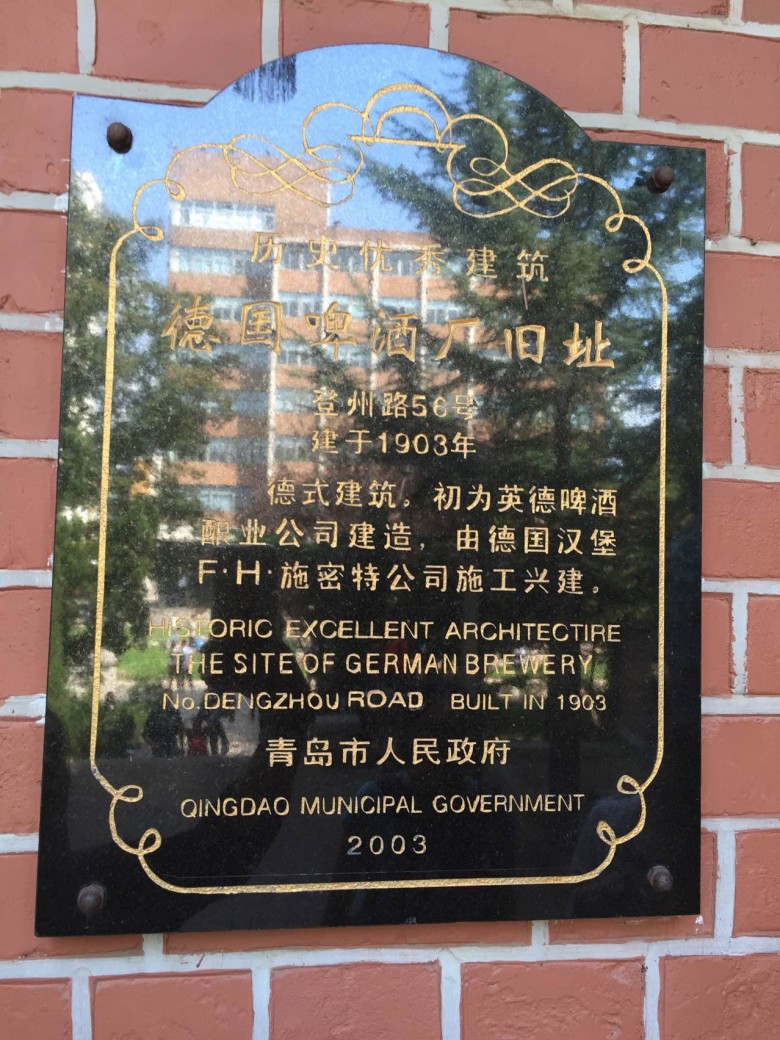 历史优秀建筑
德国啤酒厂旧址
登州路56号
建于1903年
德式建筑。初为英德啤酒
酿业公司建造，由德国汉堡
F·H·施密特公司施工兴建。
HISTORIC EXCELLENT ARCHITECTIRE
THE SITE OF GERMAN BREWERY
No.DENGZHOU ROAD BUILT IN 1903
青岛市人民政府
QINGDAO MUNICIPAL GOVERNMENT
2003